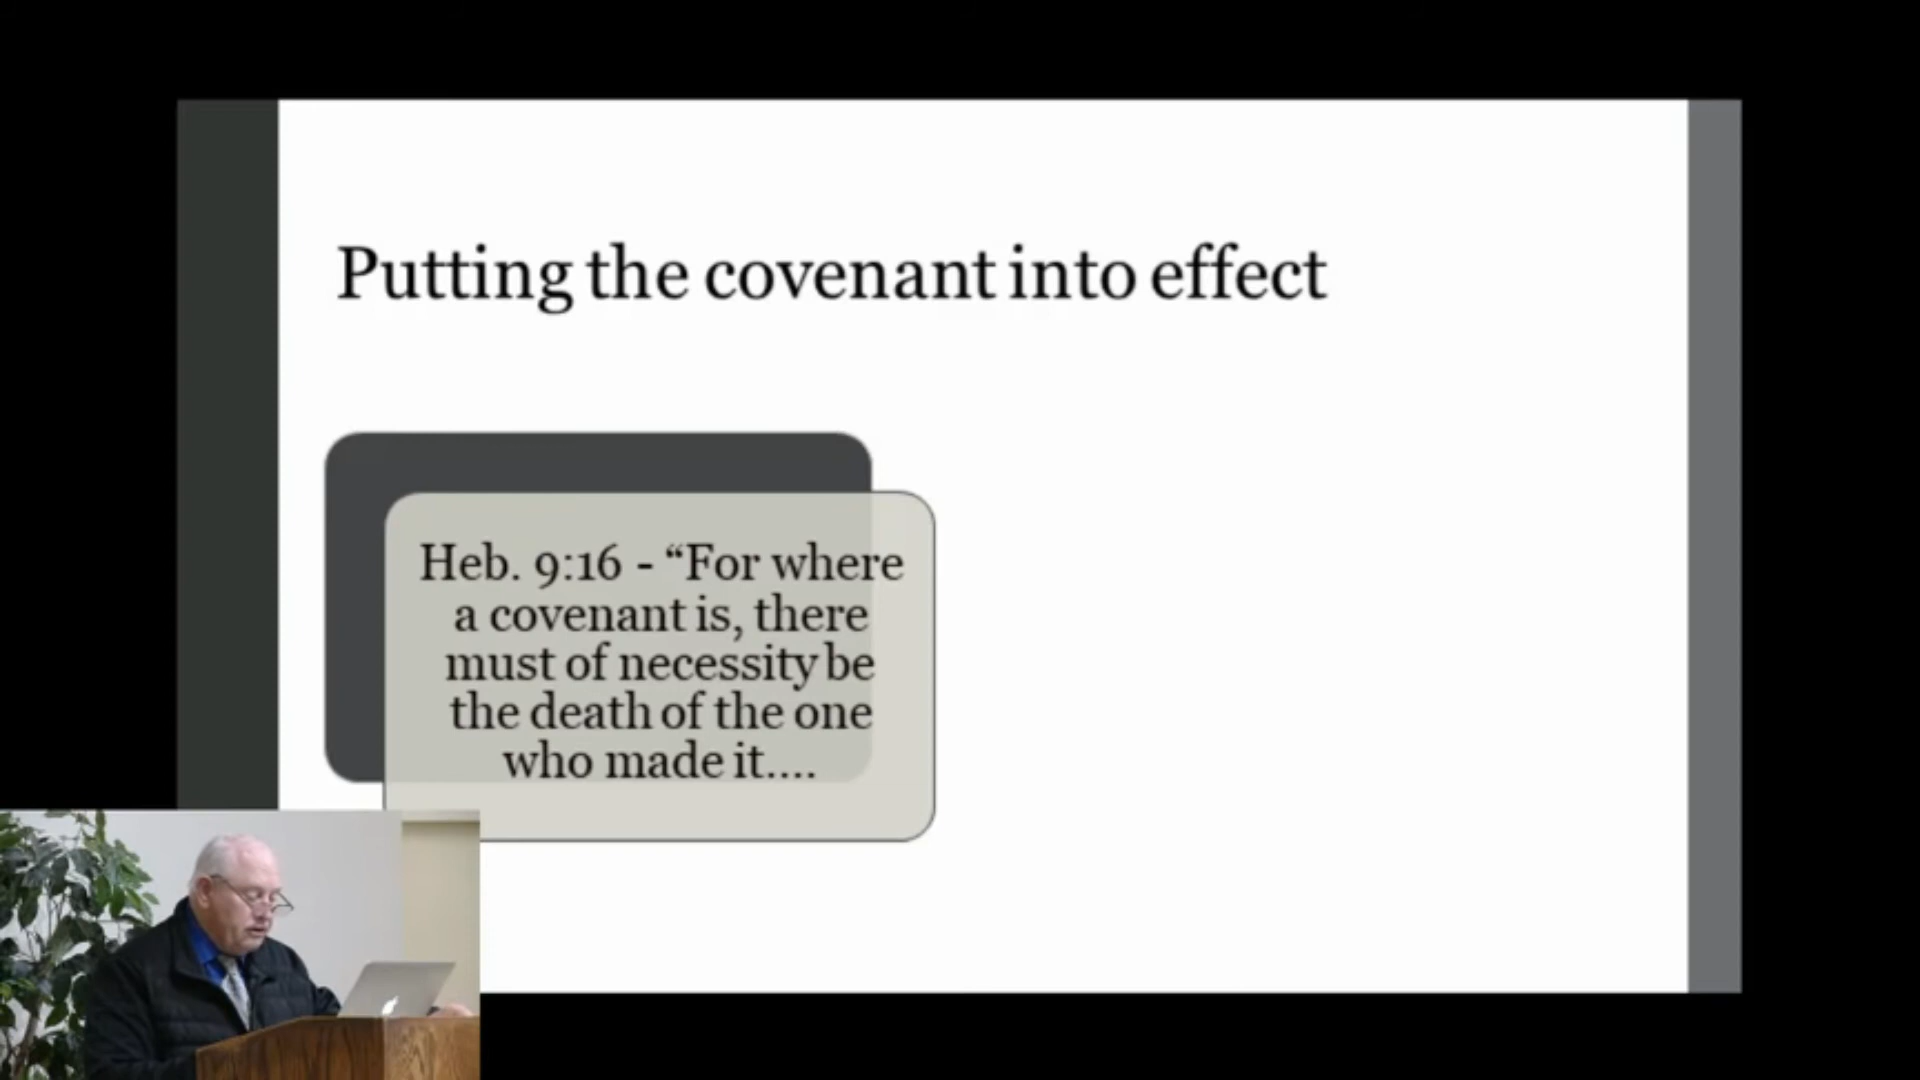 Putting the covenant into effect
Heb. 9:16 - “For where
a covenant is, there
must of necessity be
the death of the one
who made it....